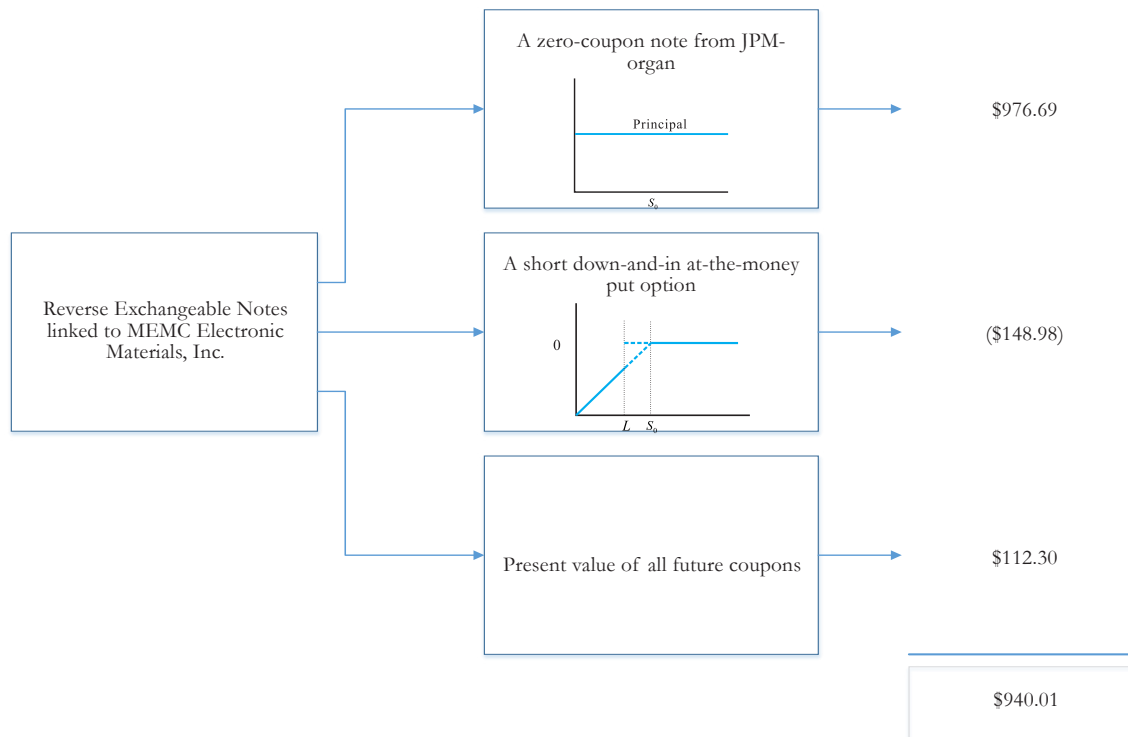 A zero-coupon note from JPM-
organ
Principal
S₀
$976.69
Reverse Exchangeable Notes
linked to MEMC Electronic
Materials, Inc.
A short down-and-in at-the-money
put option
0
L S₀
($148.98)
Present value of all future coupons
$112.30
$940.01